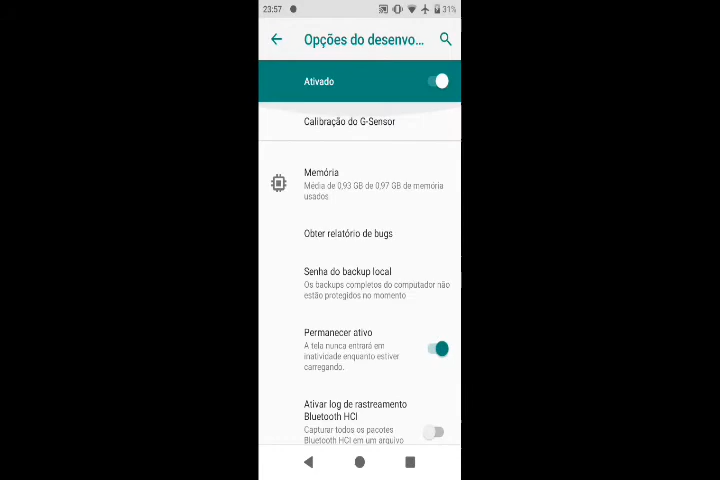 23:57 31%
Opções do desenvo...
Ativado
Calibração do G-Sensor
Memória
Média de 0,93 GB de 0,97 GB de memória
usados
Obter relatório de bugs
Senha do backup local
Os backups completos do computador não
estão protegidos no momento
Permanecer ativo
A tela nunca entrará em
inatividade enquanto estiver
carregando.
Ativar log de rastreamento
Bluetooth HCI
Capturar todos os pacotes
Bluetooth HCI em um arquivo